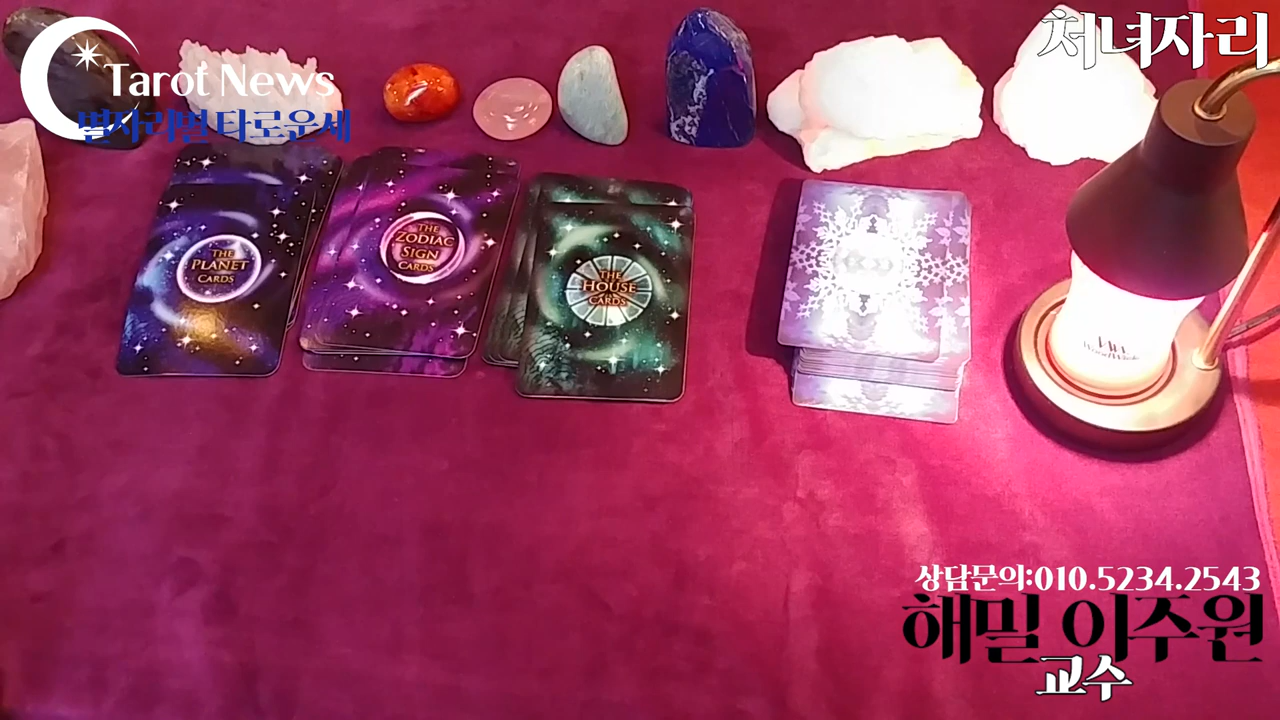 처녀자리
Tarot News
별자리별 타로운세
THE
PLANET
CARDS
THE
ZODIAC
SIGN
CARDS
THE
HOUSE
CARDS
상담문의:010.5234.2543
해밀 이주원
교수